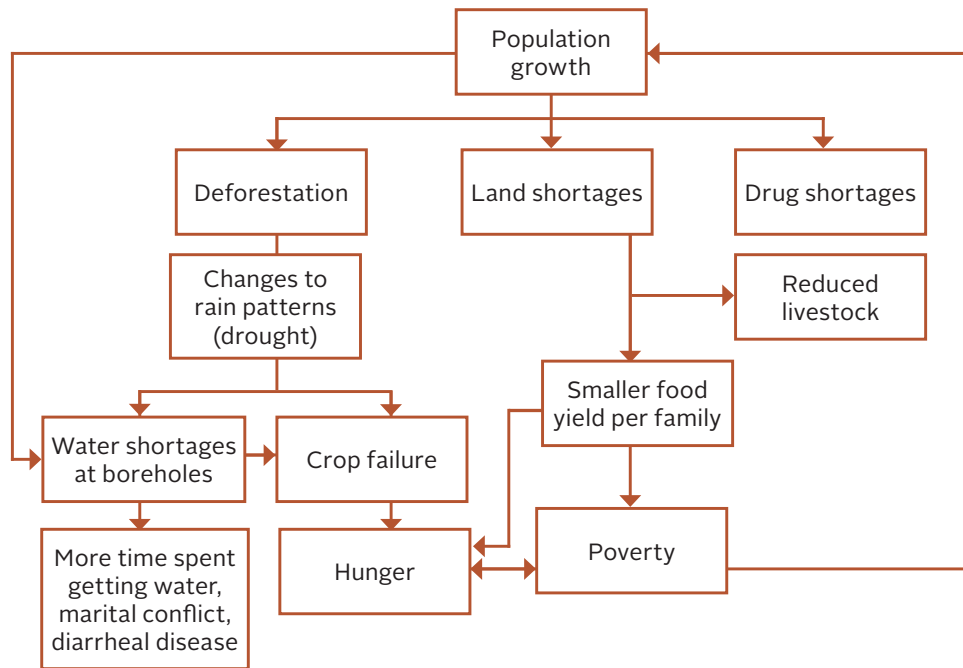 Population
growth
Deforestation
Land shortages
Drug shortages
Changes to
rain patterns
(drought)
Reduced
livestock
Smaller food
yield per family
Water shortages
at boreholes
Crop failure
More time spent
getting water,
marital conflict,
diarrheal disease
Hunger
Poverty